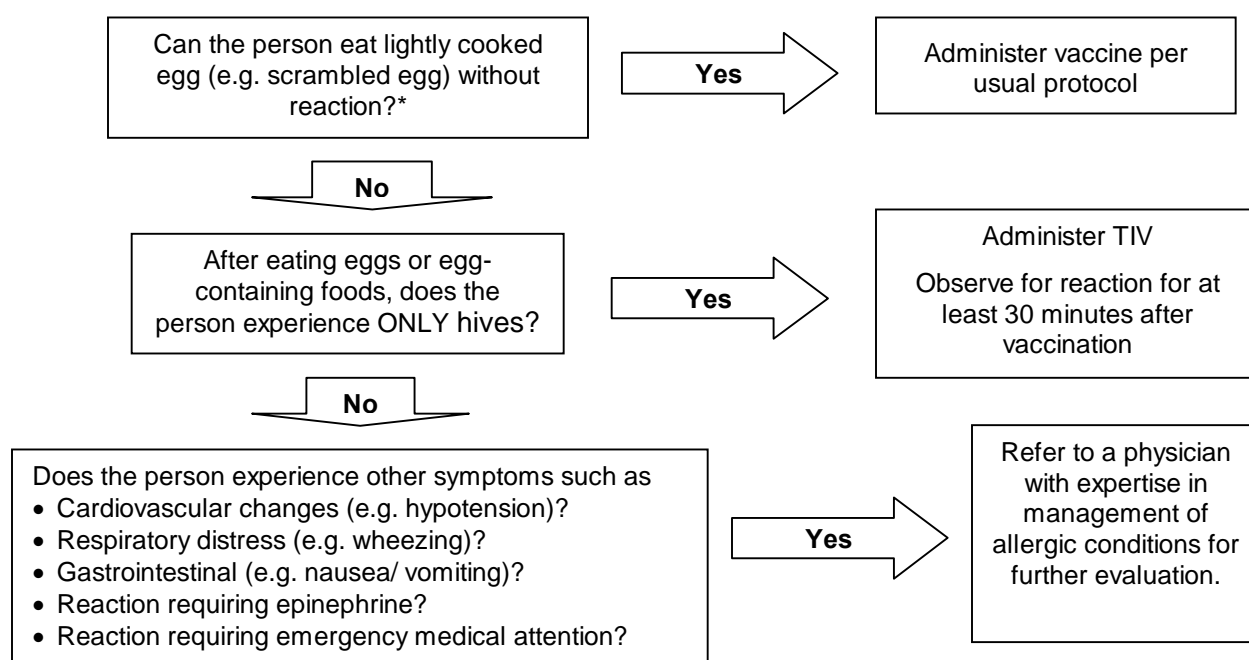 Can the person eat lightly cooked
egg (e.g. scrambled egg) without
reaction?*
Yes
Administer vaccine per
usual protocol
No
After eating eggs or egg-
containing foods, does the
person experience ONLY hives?
Yes
Administer TIV
Observe for reaction for at
least 30 minutes after
vaccination
No
Does the person experience other symptoms such as
• Cardiovascular changes (e.g. hypotension)?
• Respiratory distress (e.g. wheezing)?
• Gastrointestinal (e.g. nausea/ vomiting)?
• Reaction requiring epinephrine?
• Reaction requiring emergency medical attention?
Yes
Refer to a physician
with expertise in
management of
allergic conditions for
further evaluation.